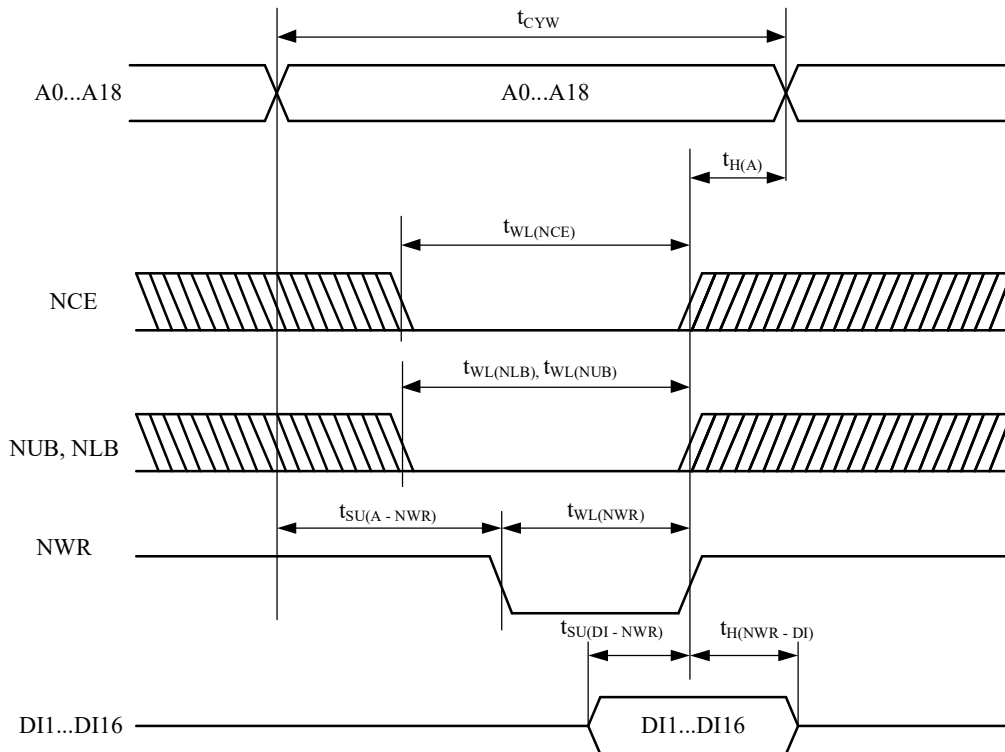 tCYW
A0...A18
A0...A18
tH(A)
tWL(NCE)
NCE
tWL(NLB), tWL(NUB)
NUB, NLB
tSU(A - NWR)
tWL(NWR)
NWR
tSU(DI - NWR)
tH(NWR - DI)
DI1...DI16
DI1...DI16